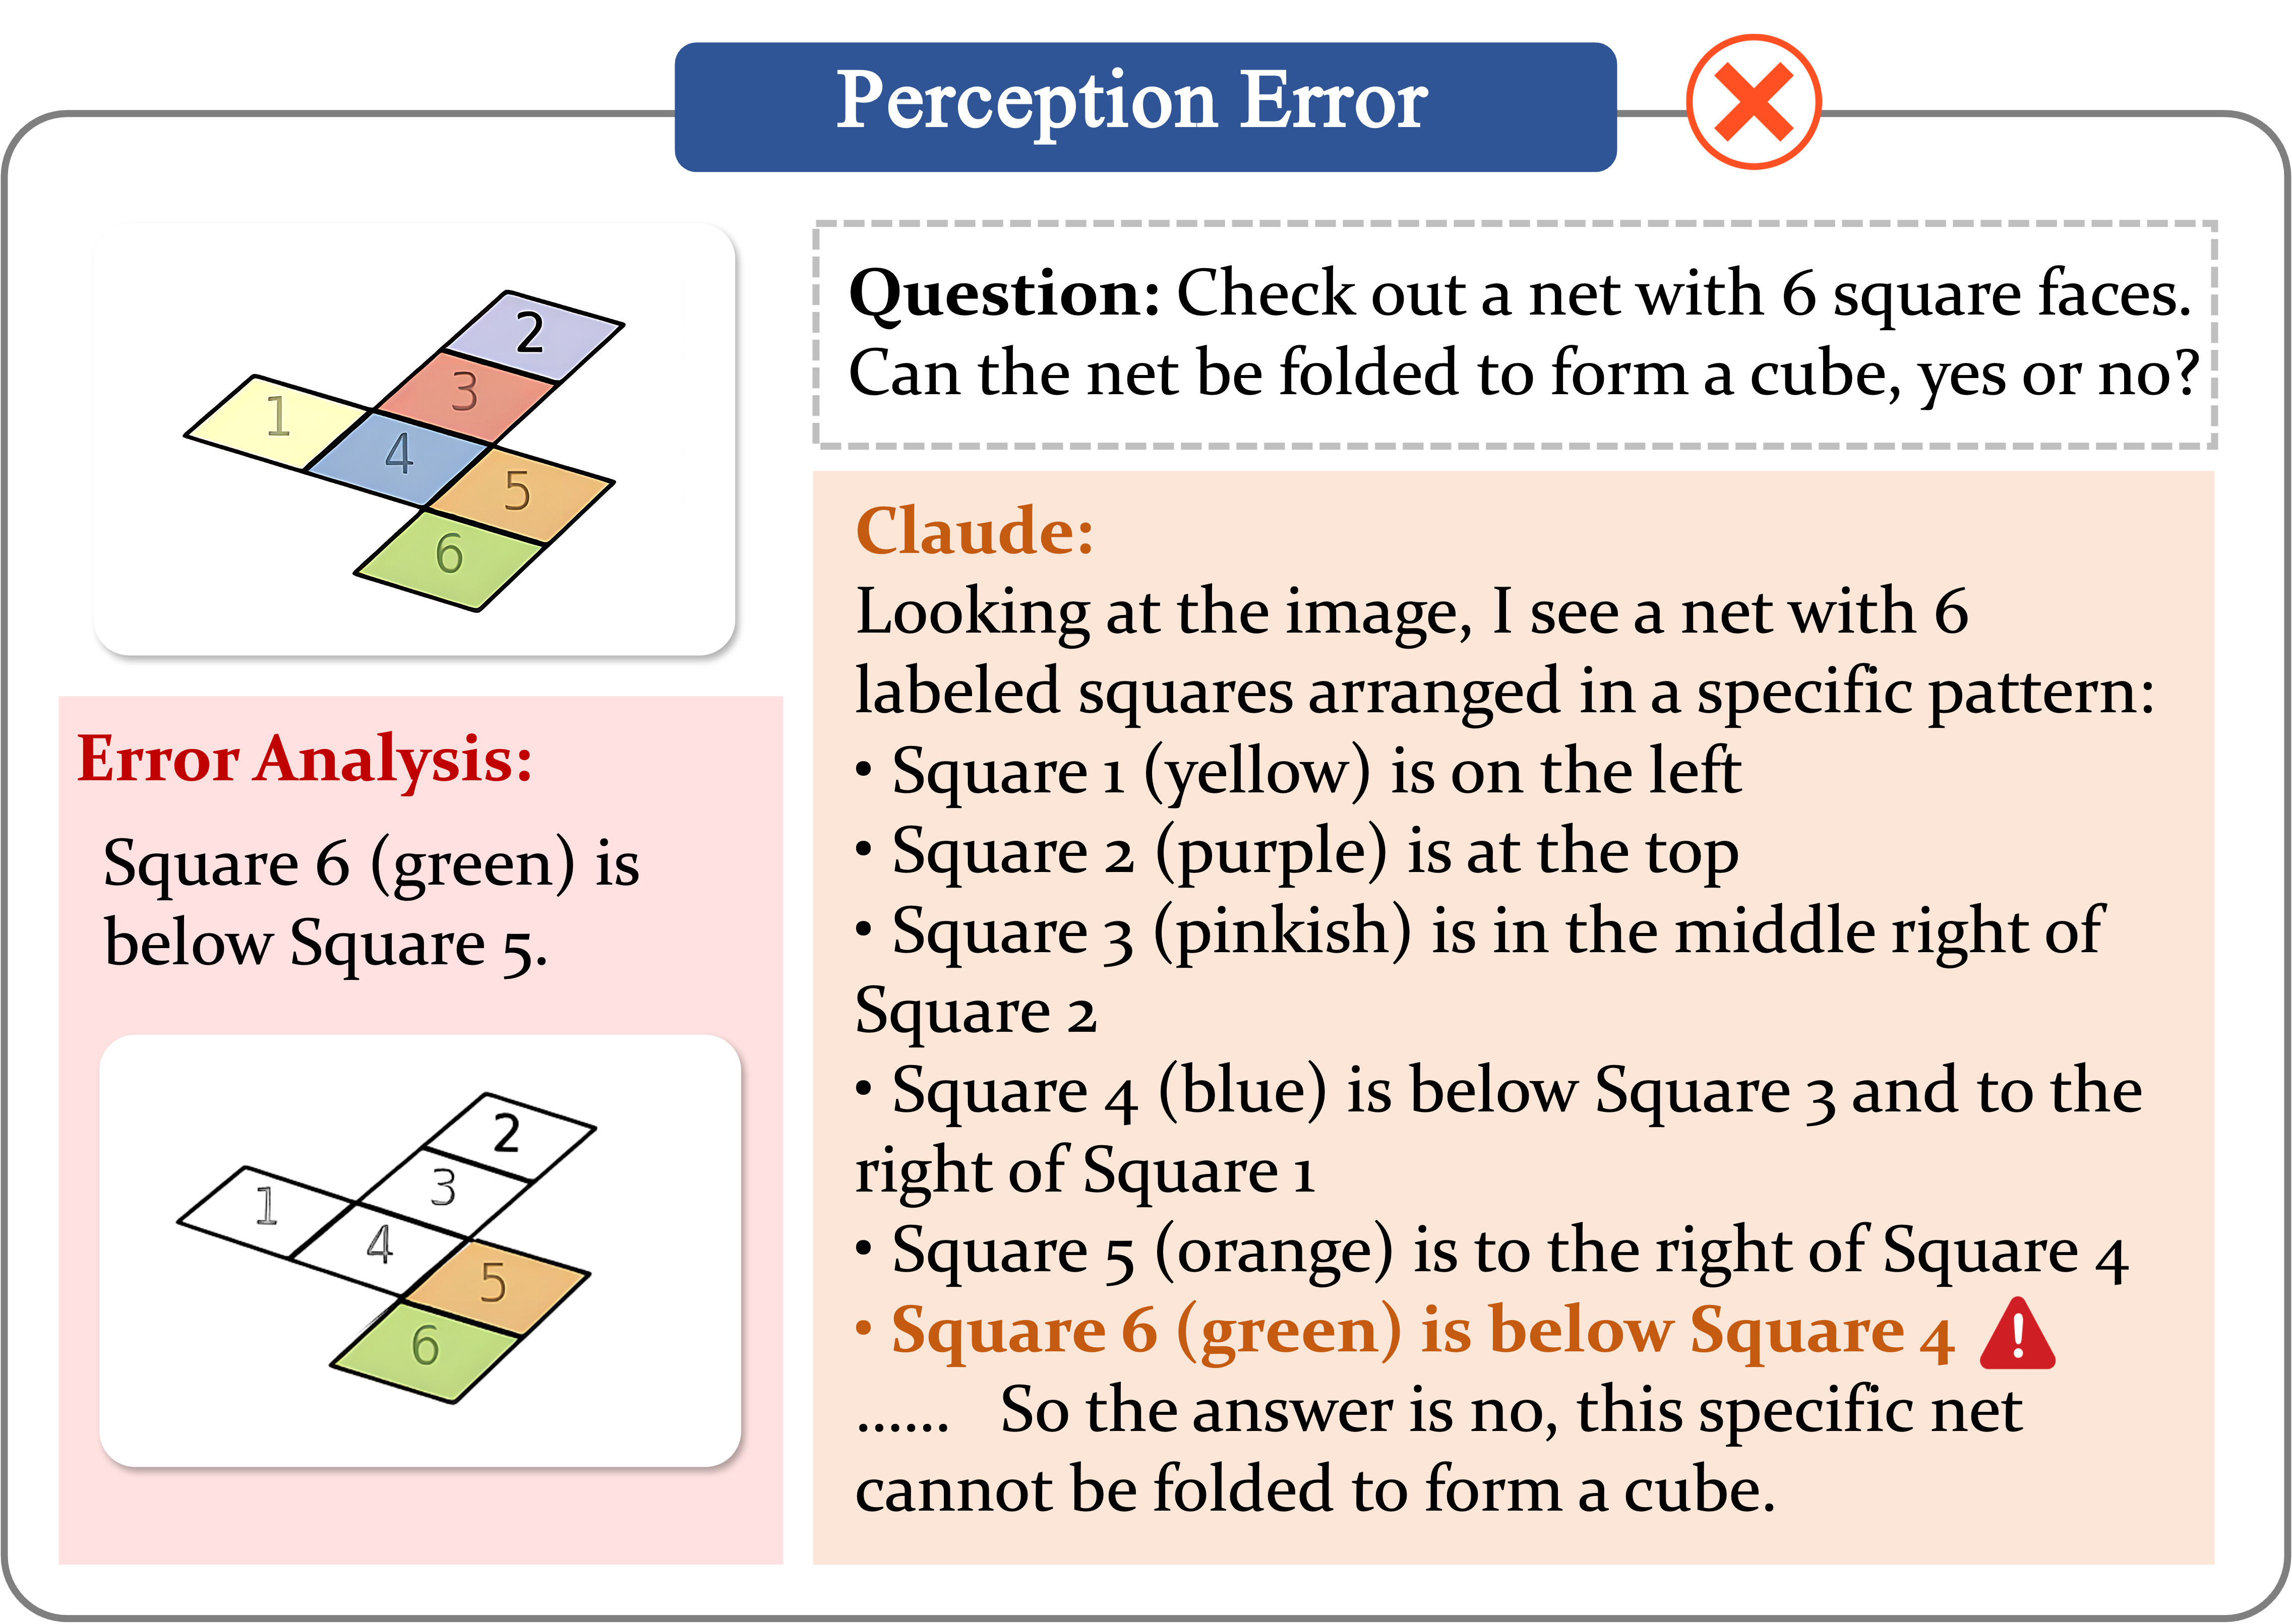 Perception Error
2
3
1
4
5
6
Question: Check out a net with 6 square faces.
Can the net be folded to form a cube, yes or no?
Error Analysis:
Square 6 (green) is
below Square 5.
2
3
1
4
5
6
Claude:
Looking at the image, I see a net with 6
labeled squares arranged in a specific pattern:
• Square 1 (yellow) is on the left
• Square 2 (purple) is at the top
• Square 3 (pinkish) is in the middle right of
Square 2
• Square 4 (blue) is below Square 3 and to the
right of Square 1
• Square 5 (orange) is to the right of Square 4
• Square 6 (green) is below Square 4
...... So the answer is no, this specific net
cannot be folded to form a cube.